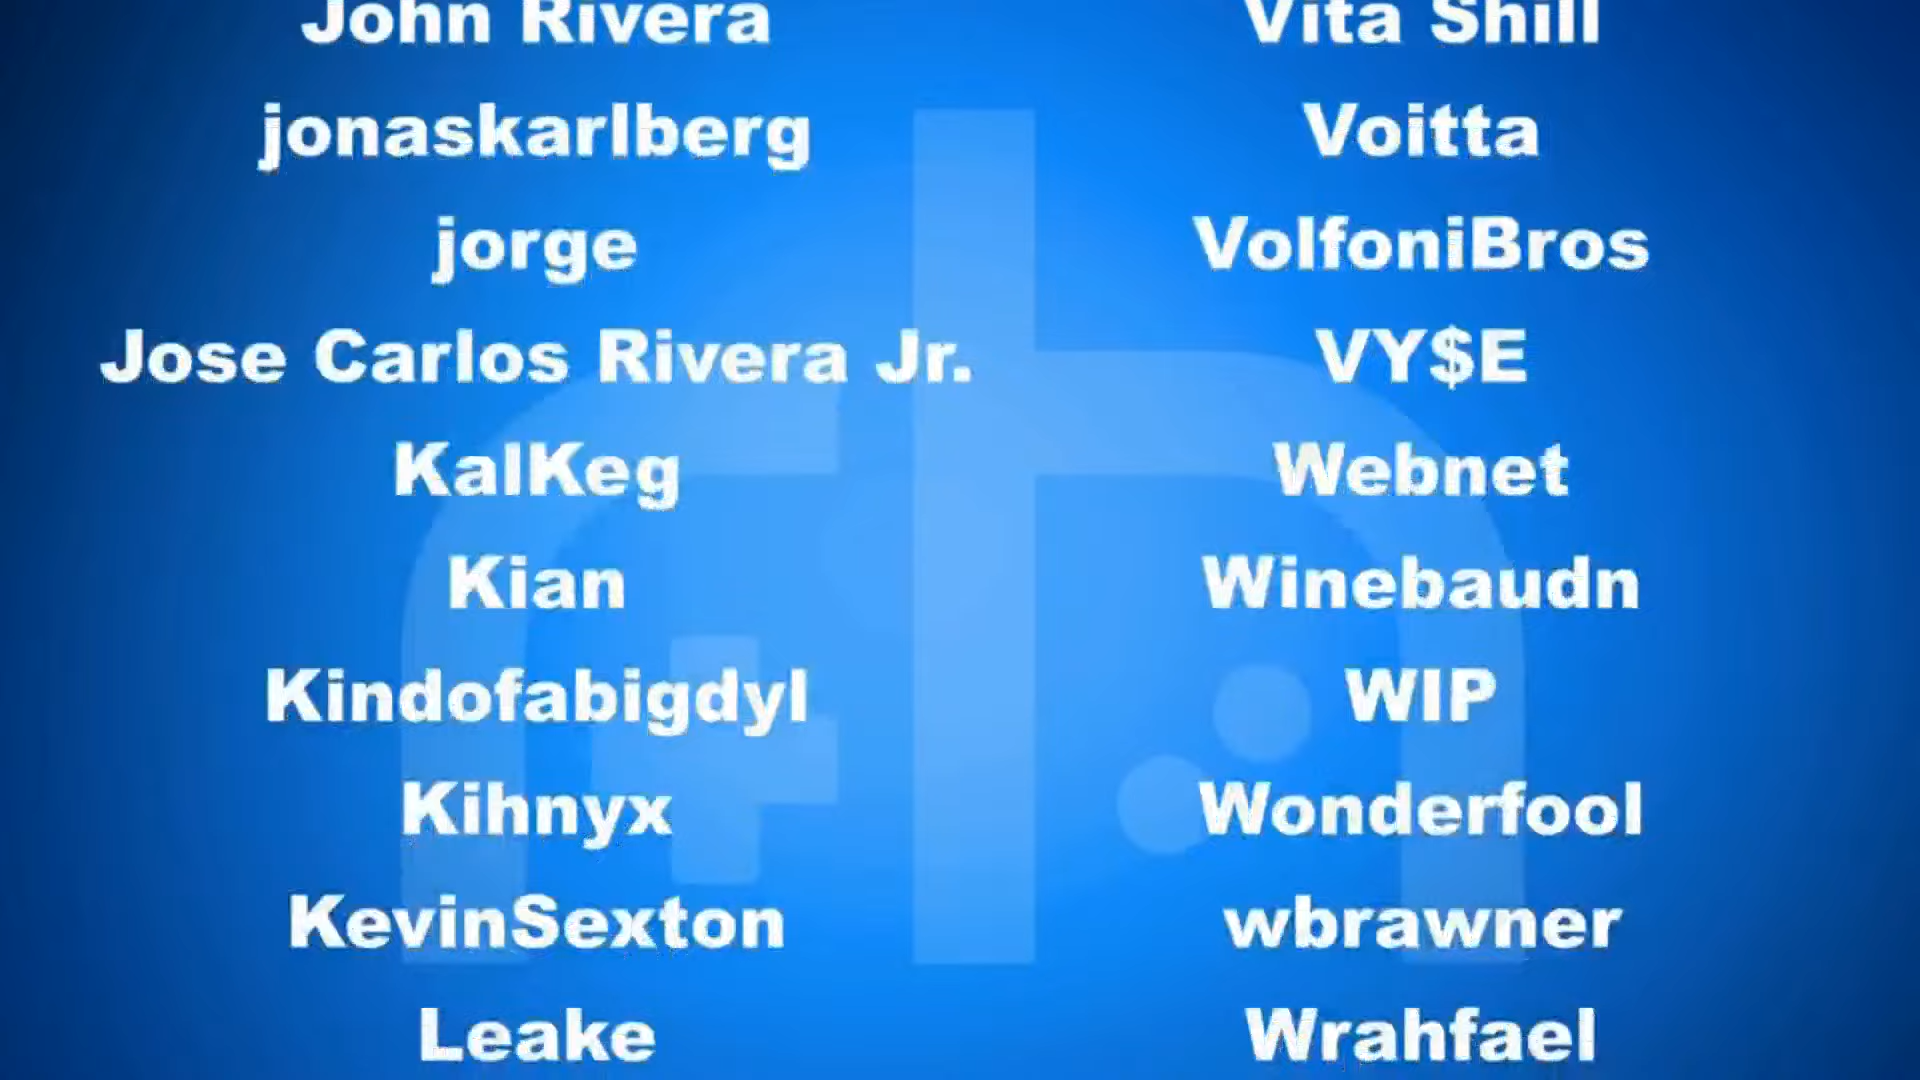 John Rivera
jonaskarlberg
jorge
Jose Carlos Rivera Jr.
KalKeg
Kian
Kindofabigdyl
Kihnyx
KevinSexton
Leake
Vita Shill
Voitta
VolfoniBros
VY$E
Webnet
Winebaudn
WIP
Wonderfool
wbrawner
Wrahfael